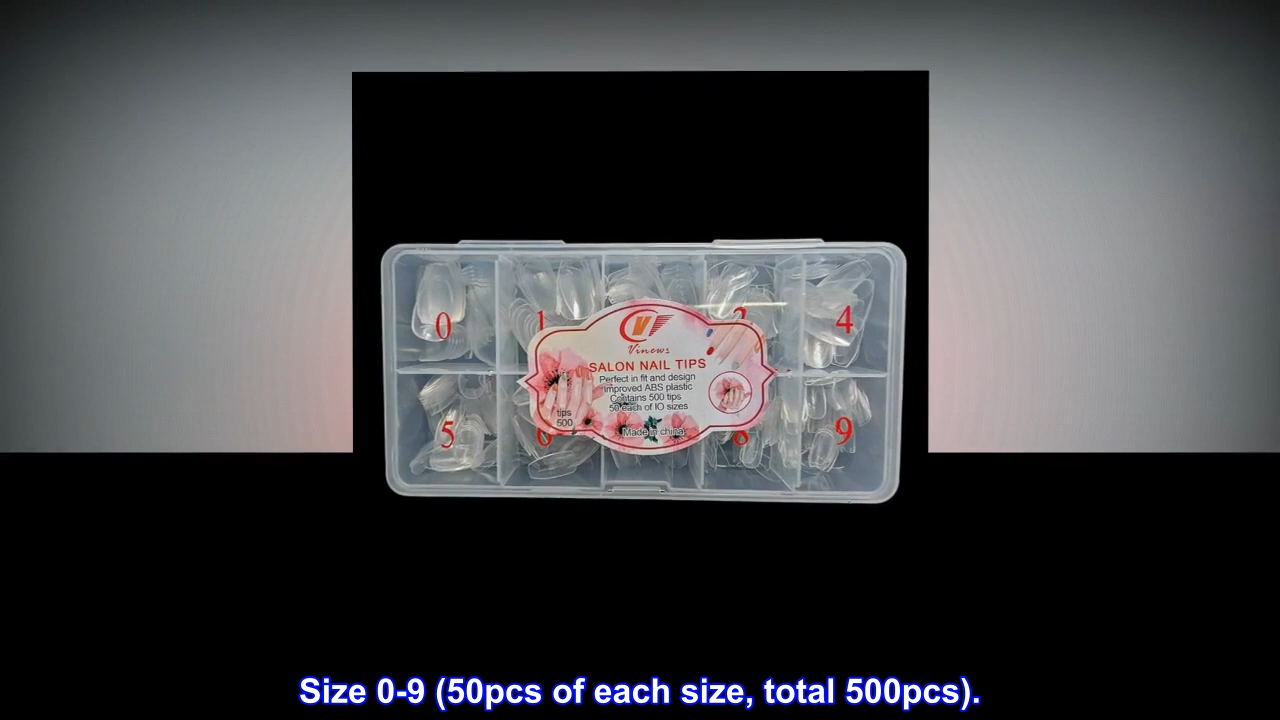 0
1
2
4
Vinews
SALON NAIL TIPS
Perfect in fit and design
improved ABS plastic
Contains 500 tips
50 each of IO sizes
tips
500
Made in china
5
6
8
9
Size 0-9 (50pcs of each size, total 500pcs).